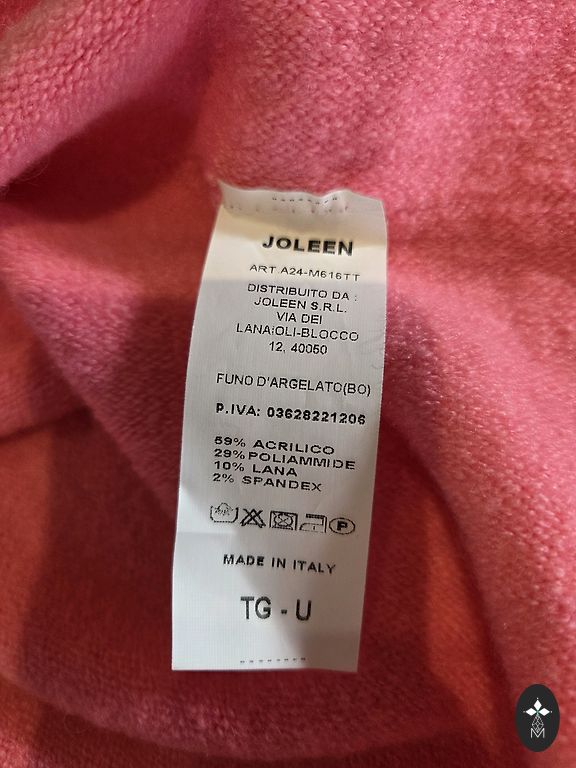 JOLEEN
ART.A24-M616TT
DISTRIBUITO DA :
JOLEEN S.R.L.
VIA DEI
LANAIOLI-BLOCCO
12, 40050
FUNO D'ARGELATO(BO)
P.IVA: 03628221206
59% ACRILICO
29% POLIAMMIDE
10% LANA
2% SPANDEX
P
MADE IN ITALY
TG - U